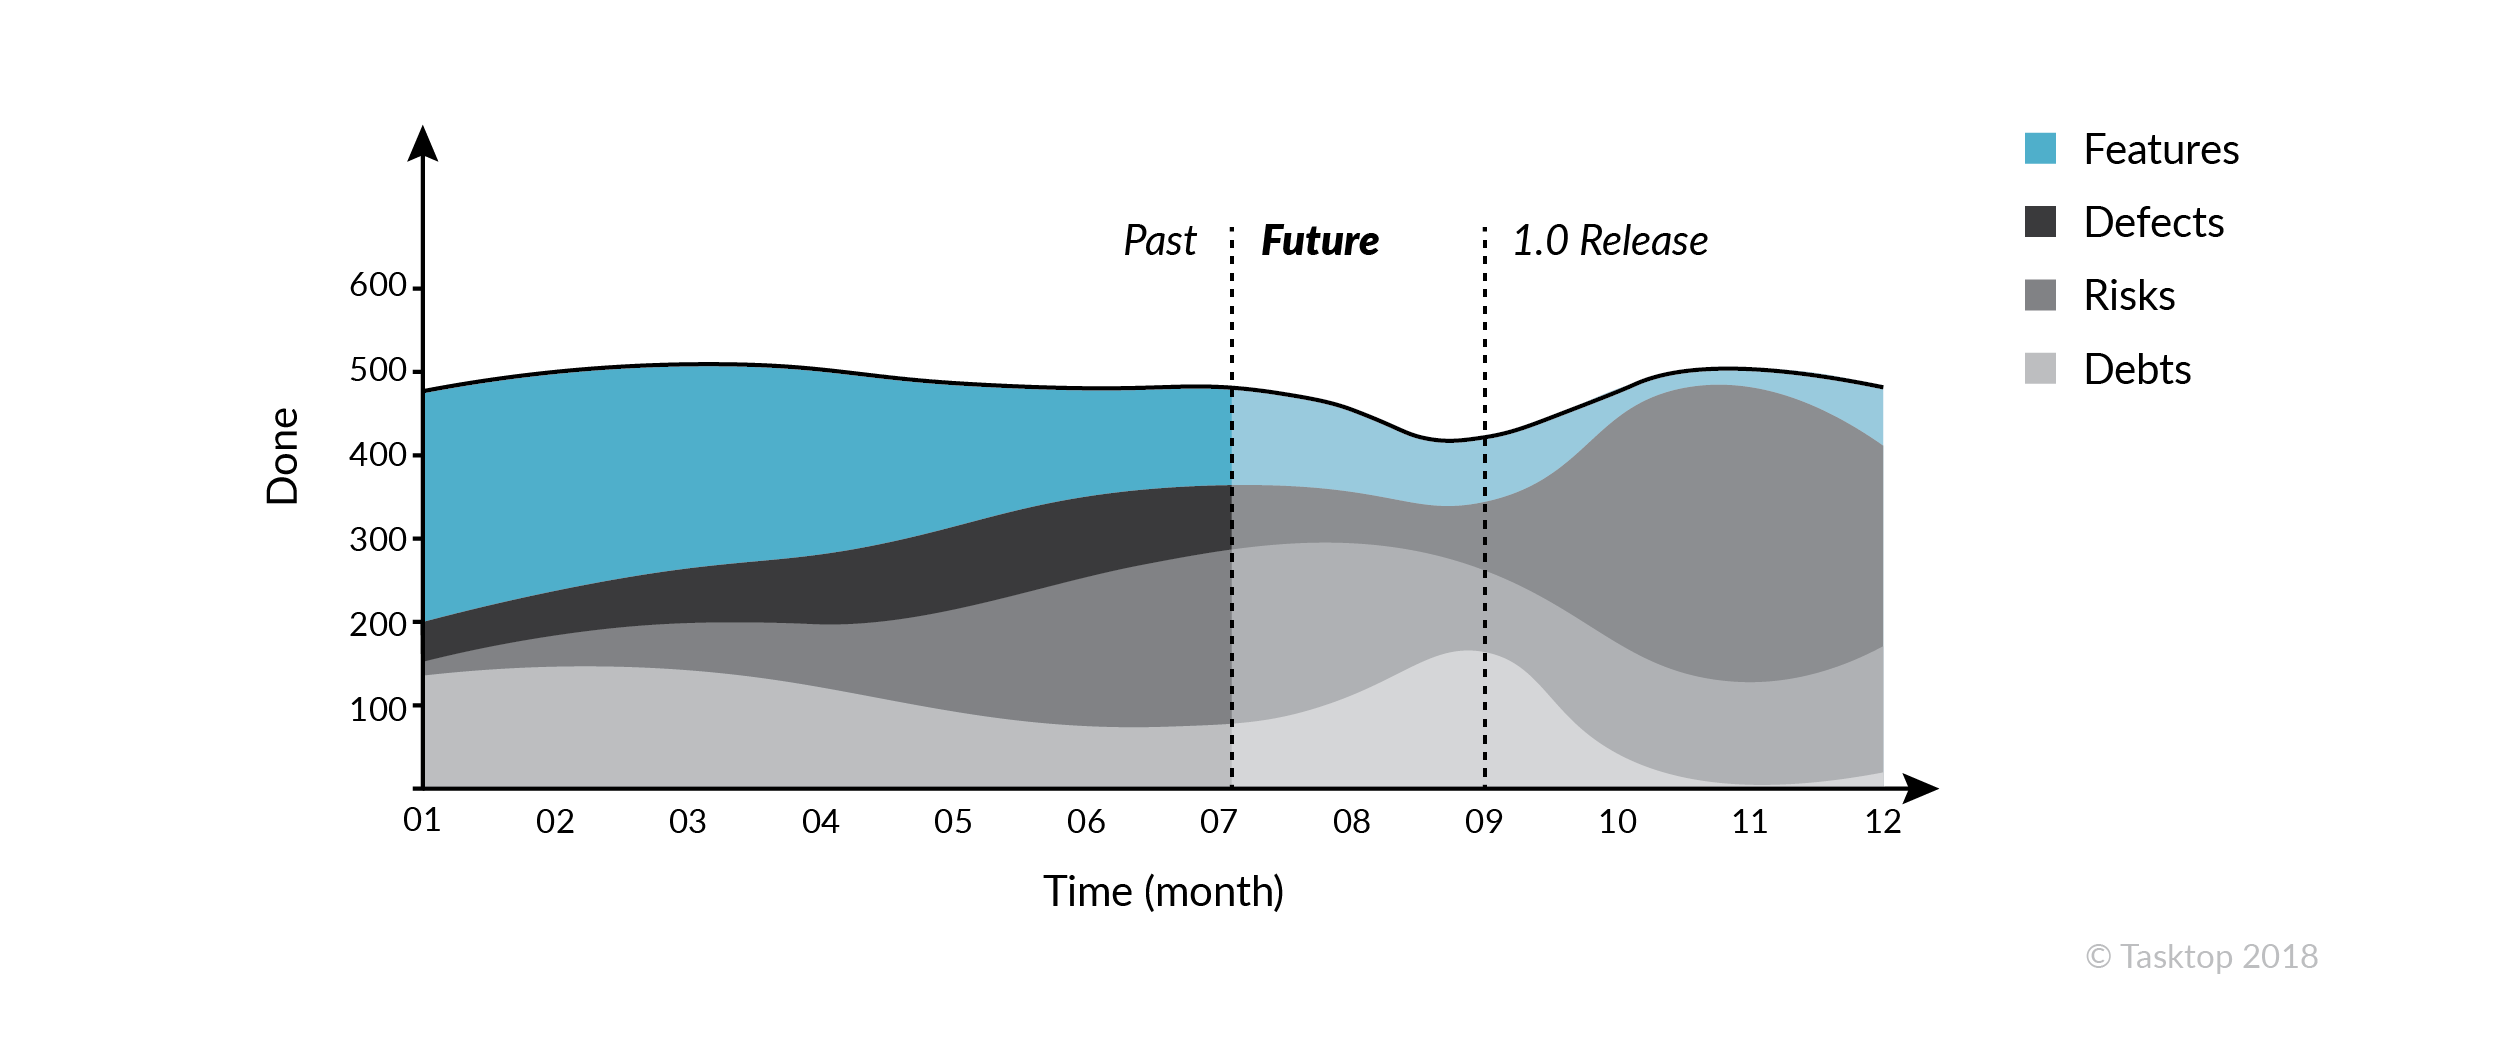 Features
Defects
Risks
Debts
Past
Future
1.0 Release
600
500
400
300
200
100
Done
01 02 03 04 05 06 07 08 09 10 11 12
Time (month)
© Tasktop 2018